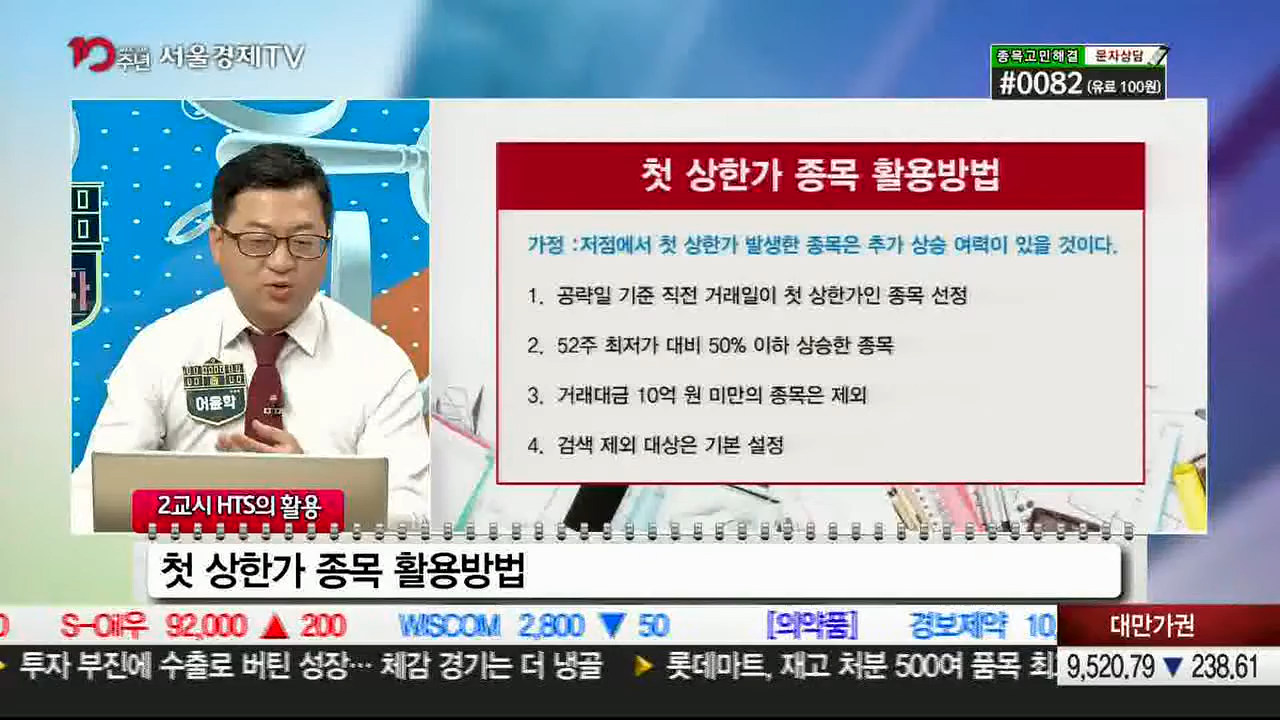 10주년 서울경제TV
종목고민해결 문자상담
#0082 (유료 100원)
첫 상한가 종목 활용방법
가정 : 저점에서 첫 상한가 발생한 종목은 추가 상승 여력이 있을 것이다.
1. 공략일 기준 직전 거래일이 첫 상한가인 종목 선정
2. 52주 최저가 대비 50% 이하 상승한 종목
3. 거래대금 10억 원 미만의 종목은 제외
4. 검색 제외 대상은 기본 설정
어윤학
2교시 HTS의 활용
첫 상한가 종목 활용방법
0 S-Oil우 92,000 ▲ 200 WISCOM 2,800 ▼ 50 [의약품] 경보제약 10,
대만가권
투자 부진에 수출로 버틴 성장… 체감 경기는 더 냉골 ▶ 롯데마트, 재고 처분 500여 품목 최
9,520.79 ▼ 238.61